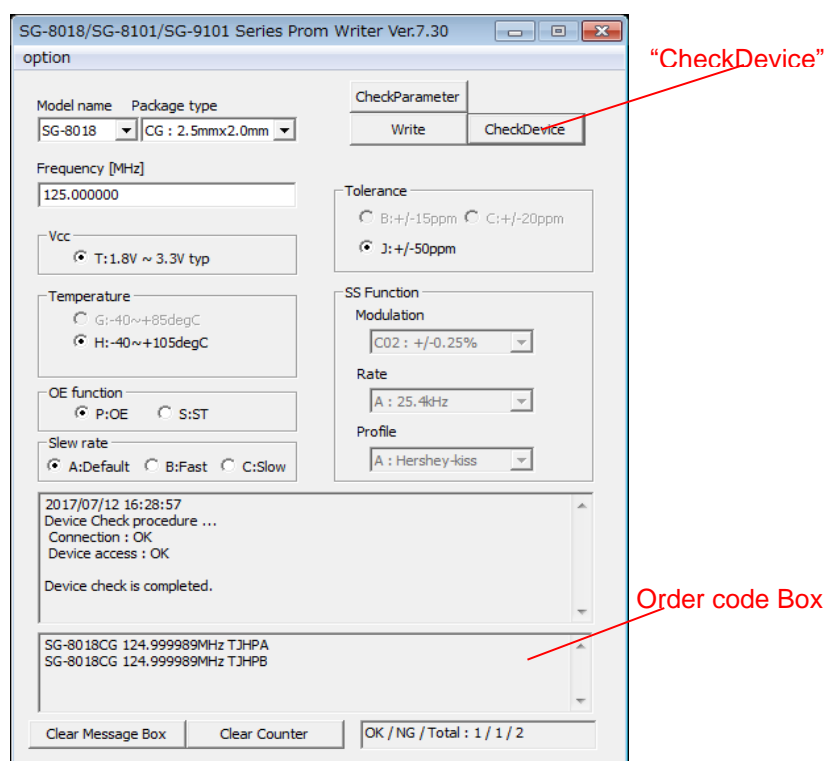 SG-8018/SG-8101/SG-9101 Series Prom Writer Ver.7.30
option
“CheckDevice”
CheckParameter
Model name Package type
SG-8018 CG : 2.5mmx2.0mm
Write CheckDevice
Frequency [MHz]
125.000000
Tolerance
B:+/-15ppm C:+/-20ppm
J:+/-50ppm
Vcc
T:1.8V ~ 3.3V typ
Temperature
G:-40~+85degC
H:-40~+105degC
SS Function
Modulation
C02 : +/-0.25%
Rate
A : 25.4kHz
Profile
A : Hershey-kiss
OE function
P:OE S:ST
Slew rate
A:Default B:Fast C:Slow
2017/07/12 16:28:57
Device Check procedure ...
Connection : OK
Device access : OK
Device check is completed.
Order code Box
SG-8018CG 124.999989MHz TJHPA
SG-8018CG 124.999989MHz TJHPB
Clear Message Box Clear Counter OK / NG / Total : 1 / 1 / 2